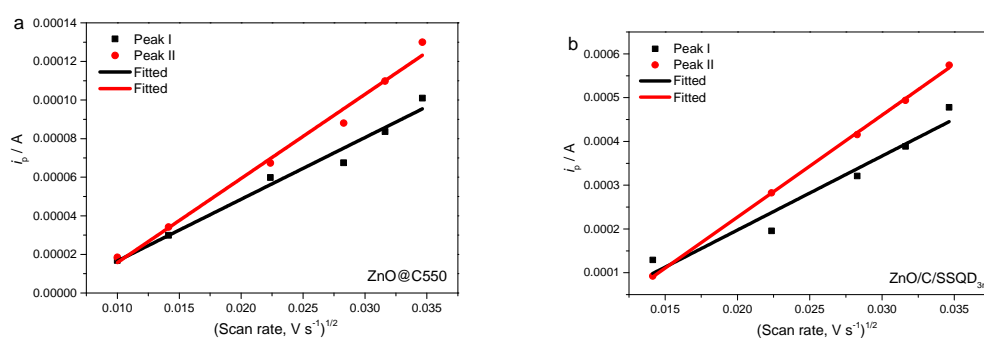 a
0.00014
0.00012
0.00010
0.00008
0.00006
0.00004
0.00002
0.00000
i_p / A
Peak I
Peak II
Fitted
Fitted
ZnO@C550
0.010 0.015 0.020 0.025 0.030 0.035
(Scan rate, V s⁻¹)¹/²
b
0.0006
0.0005
0.0004
0.0003
0.0002
0.0001
i_p / A
Peak I
Peak II
Fitted
Fitted
ZnO/C/SSQD
0.015 0.020 0.025 0.030 0.035
(Scan rate, V s⁻¹)¹/²